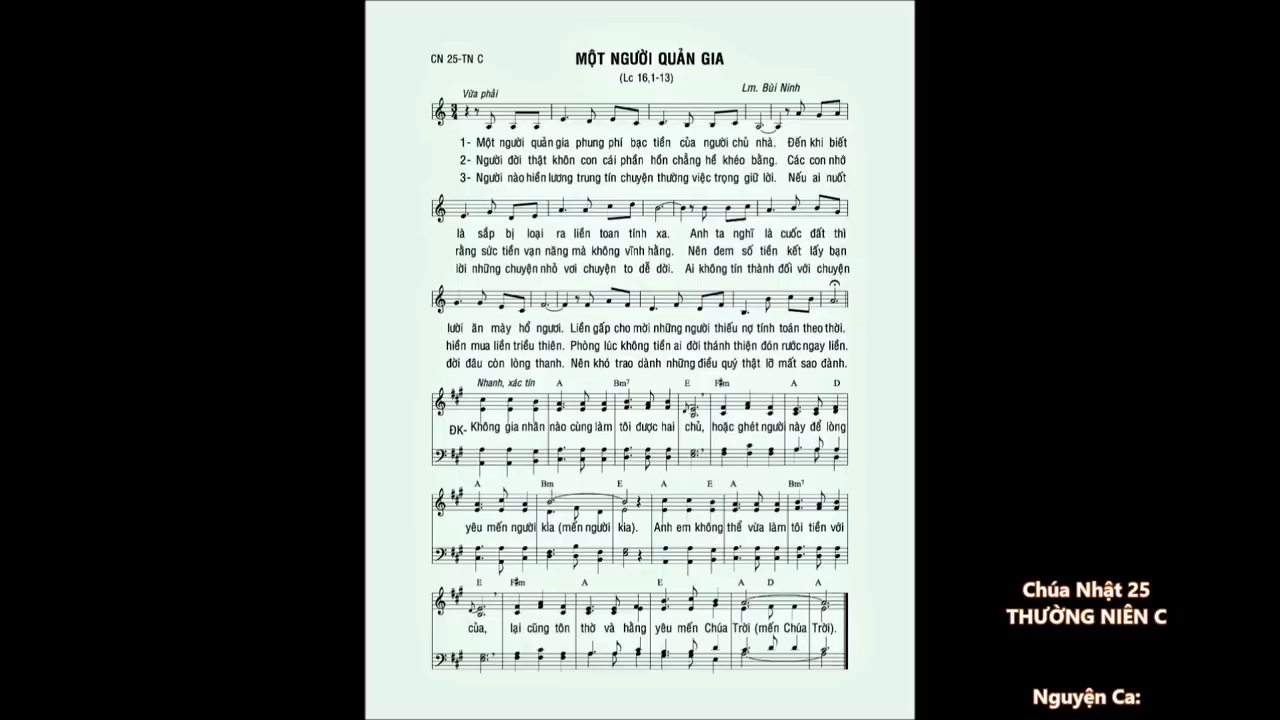 CN 25-TN C
MỘT NGƯỜI QUẢN GIA
(Lc 16,1-13)
Lm. Bùi Ninh
Vừa phải
1- Một người quản gia phung phí bạc tiền của người chủ nhà. Đến khi biết
2- Người đời thật khôn con cái phần hồn chẳng hề khéo bằng. Các con nhớ
3- Người nào hiền lương trung tín chuyện thường việc trọng giữ lời. Nếu ai nuốt
là sắp bị loại ra liền toan tính xa. Anh ta nghĩ là cuốc đất thì
rằng sức tiền vạn năng mà không vĩnh hằng. Nên đem số tiền kết lấy bạn
lời những chuyện nhỏ vơi chuyện to dễ dời. Ai không tín thành đối với chuyện
lười ăn mày hổ ngươi. Liền gấp cho mời những người thiếu nợ tính toán theo thời.
hiền mua liền triều thiên. Phòng lúc không tiền ai đời thánh thiện đón rước ngay liền.
đời đâu còn lòng thanh. Nên khó trao dành những điều quý thật lỡ mất sao đành.
Nhanh, xác tín A Bm7 E F#m A D
ĐK- Không gia nhân nào cùng làm tôi được hai chủ, hoặc ghét người này để lòng
A Bm E A E A Bm7
yêu mến người kia (mến người kia). Anh em không thể vừa làm tôi tiền với
E F#m A E A D A
của, lại cũng tôn thờ và hằng yêu mến Chúa Trời (mến Chúa Trời).
Chúa Nhật 25
THƯỜNG NIÊN C
Nguyện Ca: